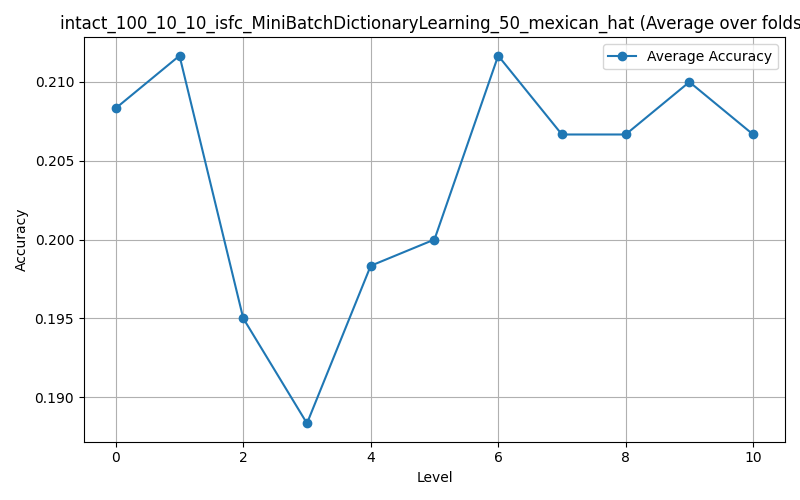 intact_100_10_10_isfc_MiniBatchDictionaryLearning_50_mexican_hat (Average over folds
Average Accuracy
0.210
0.205
0.200
0.195
0.190
Accuracy
0 2 4 6 8 10
Level